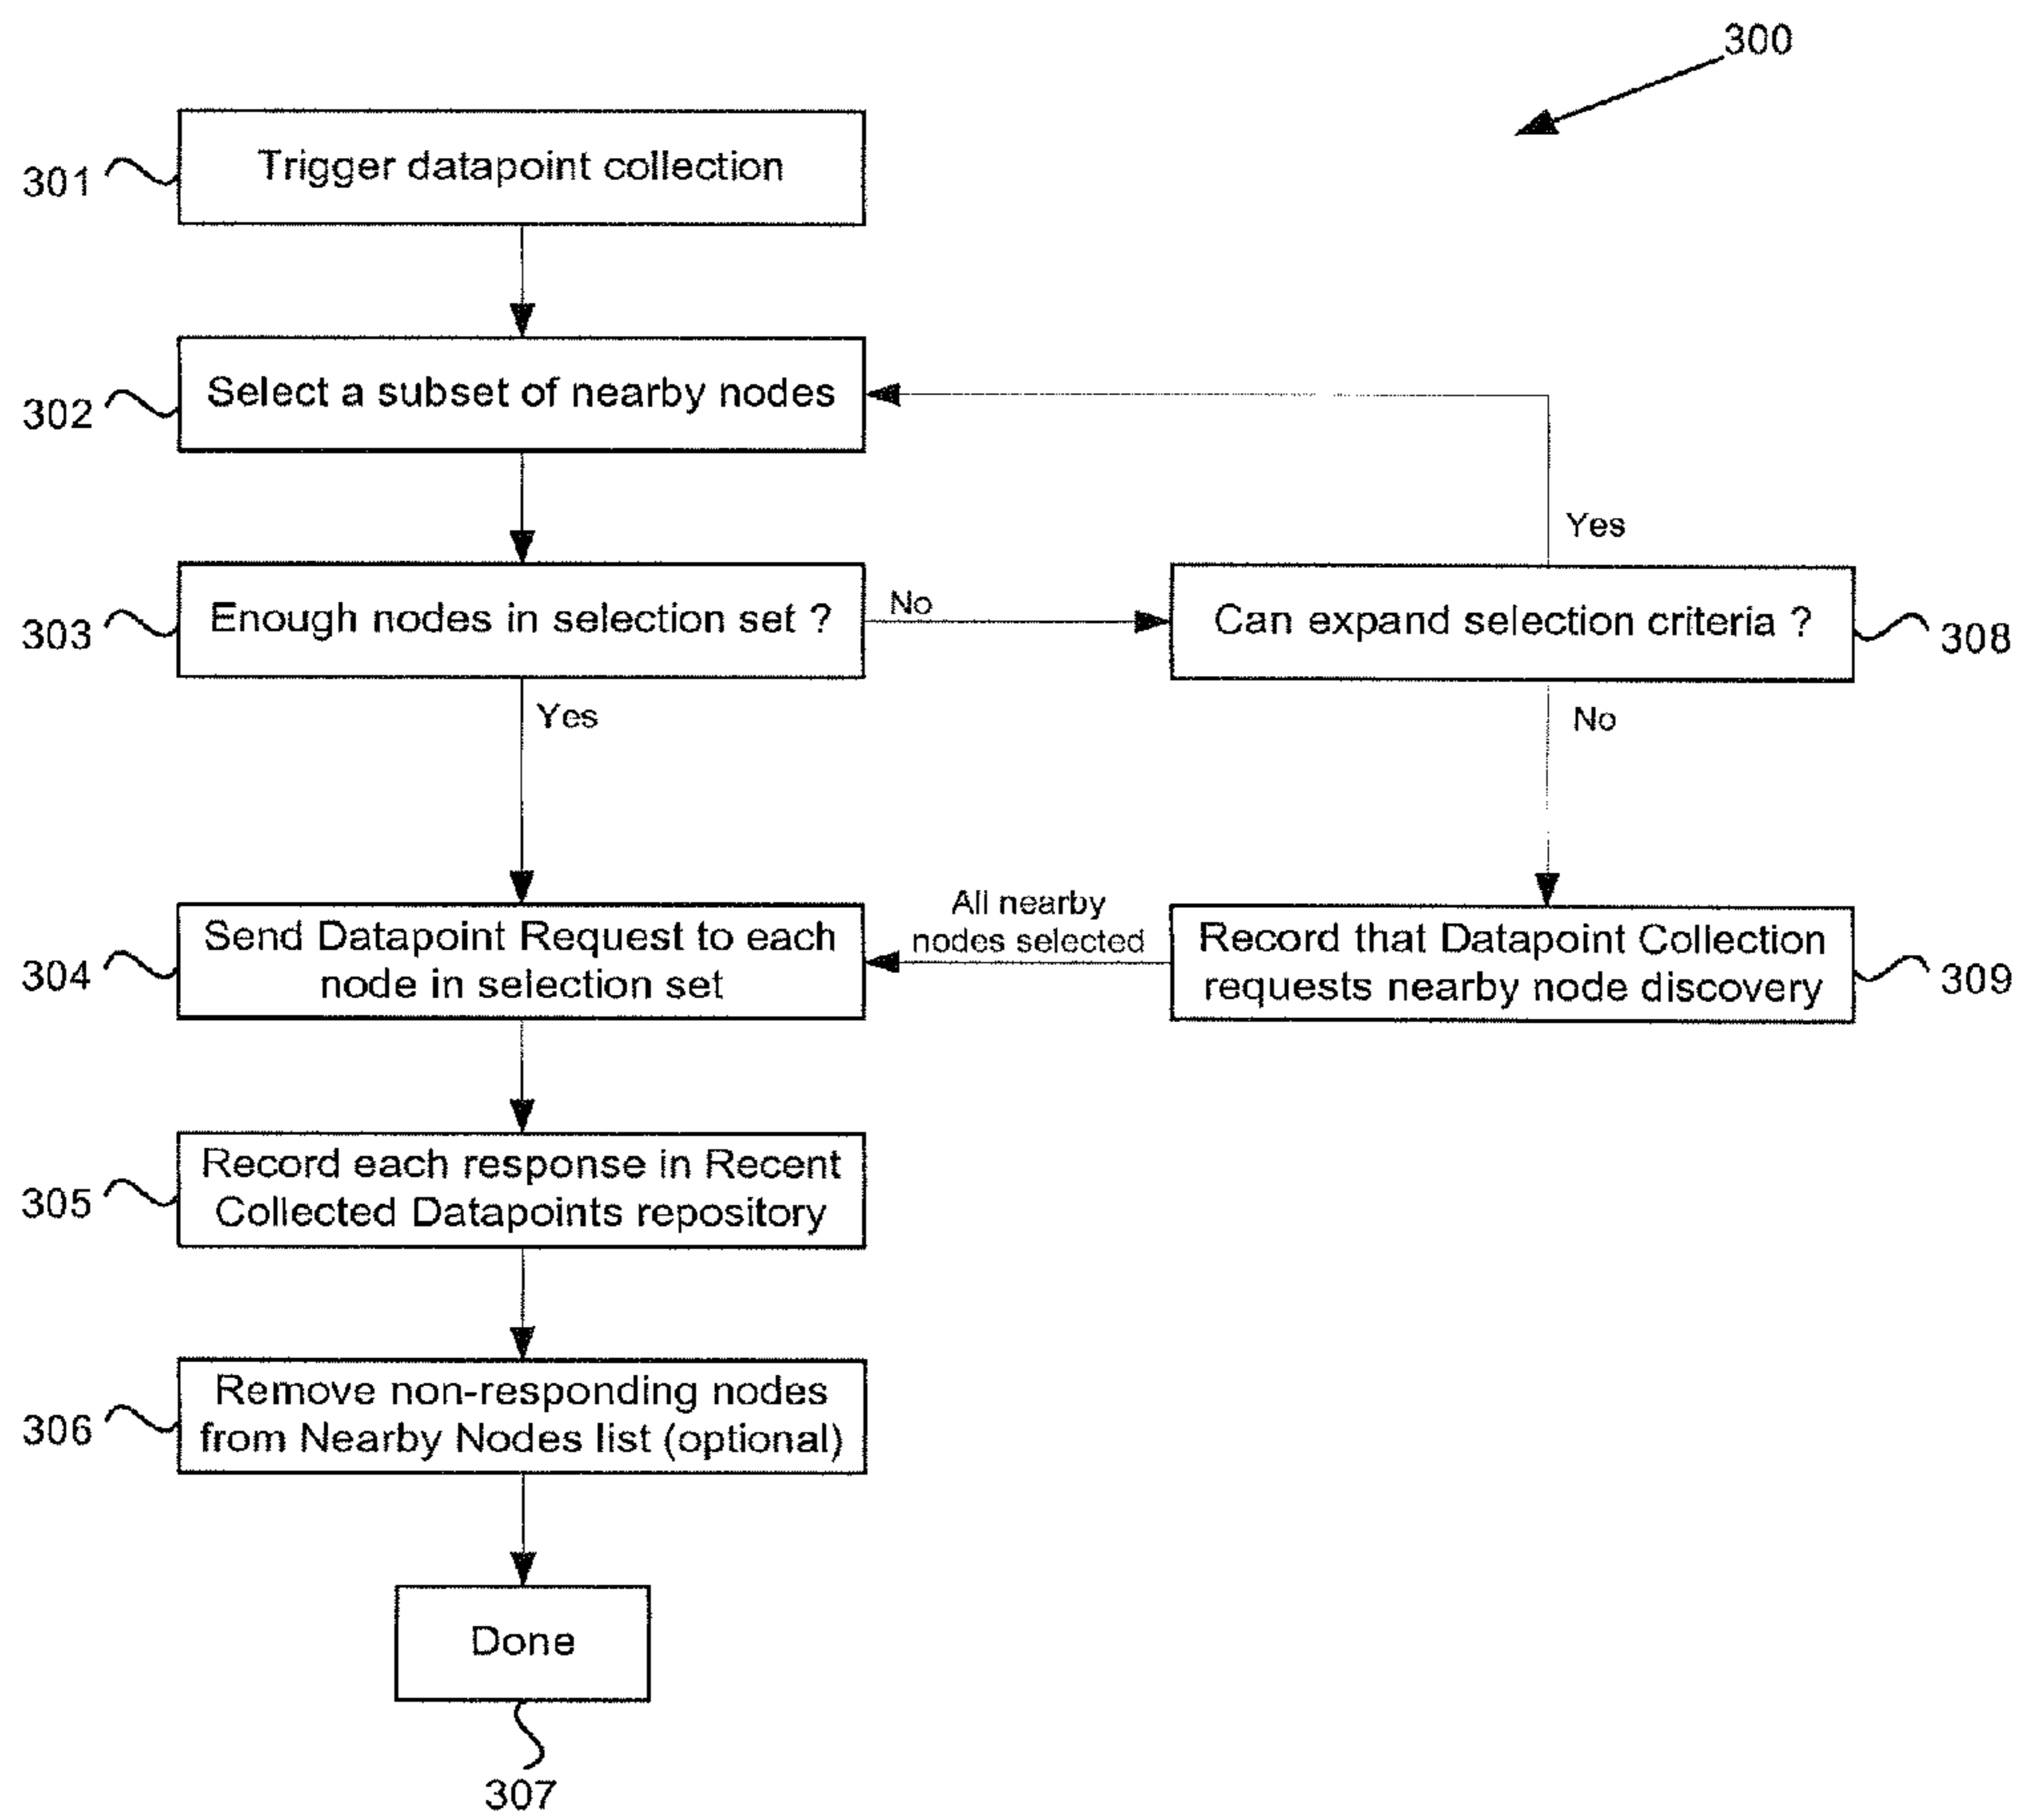 300
301
Trigger datapoint collection
302
Select a subset of nearby nodes
Yes
303
Enough nodes in selection set ?
No
Can expand selection criteria ?
308
Yes
No
304
Send Datapoint Request to each
node in selection set
All nearby
nodes selected
Record that Datapoint Collection
requests nearby node discovery
309
305
Record each response in Recent
Collected Datapoints repository
306
Remove non-responding nodes
from Nearby Nodes list (optional)
Done
307